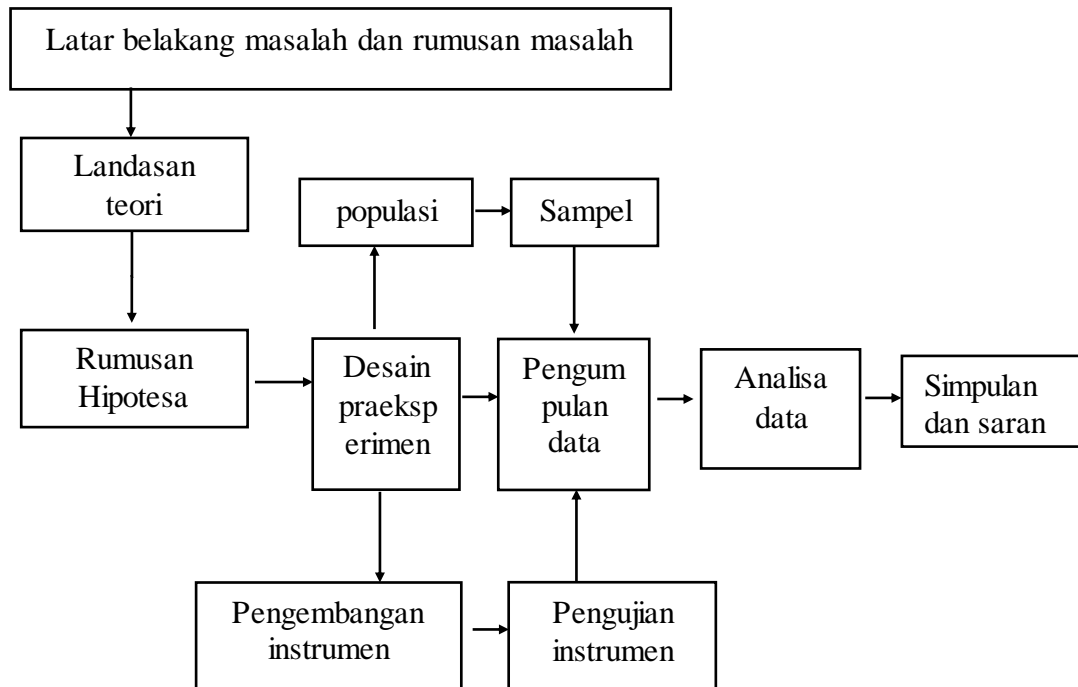 Latar belakang masalah dan rumusan masalah
Landasan
teori
populasi
Sampel
Rumusan
Hipotesa
Desain
praeksp
erimen
Pengum
pulan
data
Analisa
data
Simpulan
dan saran
Pengembangan
instrumen
Pengujian
instrumen